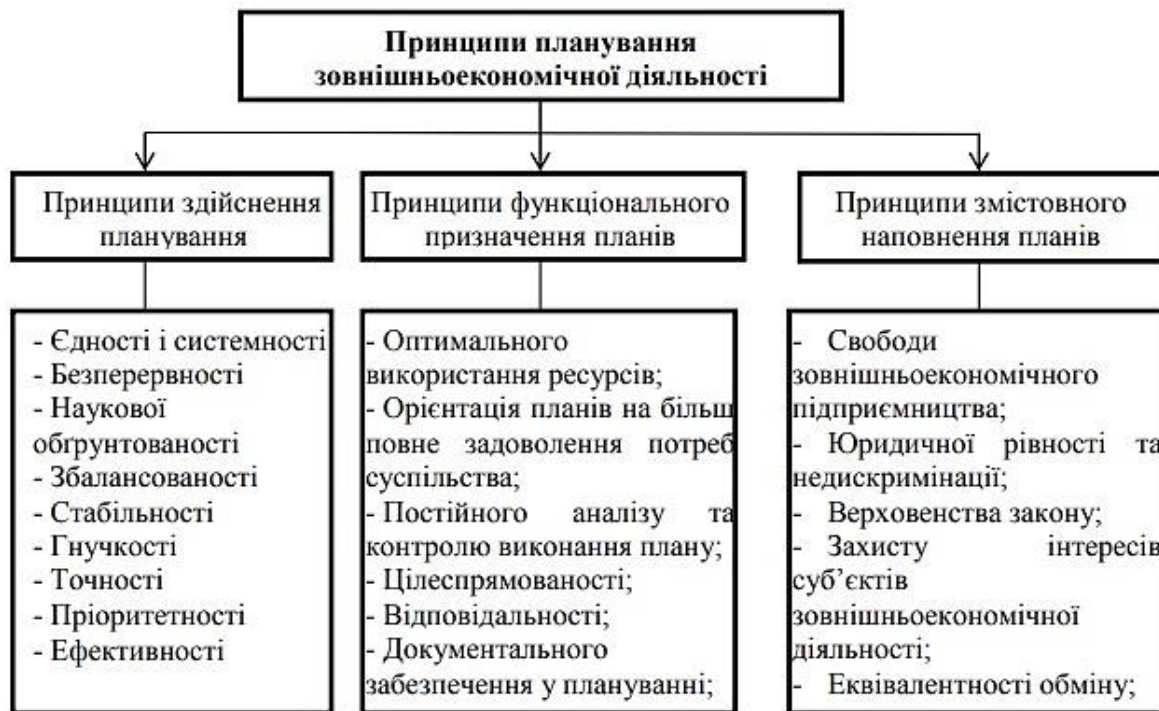 Принципи планування
зовнішньоекономічної діяльності
Принципи здійснення
планування
Принципи функціонального
призначення планів
Принципи змістовного
наповнення планів
- Єдності і системності
- Безперервності
- Наукової
обґрунтованості
- Збалансованості
- Стабільності
- Гнучкості
- Точності
- Пріоритетності
- Ефективності
- Оптимального
використання ресурсів;
- Орієнтація планів на більш
повне задоволення потреб
суспільства;
- Постійного аналізу та
контролю виконання плану;
- Цілеспрямованості;
- Відповідальності;
- Документального
забезпечення у плануванні;
- Свободи
зовнішньоекономічного
підприємництва;
- Юридичної рівності та
недискримінації;
- Верховенства закону;
- Захисту інтересів
суб’єктів
зовнішньоекономічної
діяльності;
- Еквівалентності обміну;